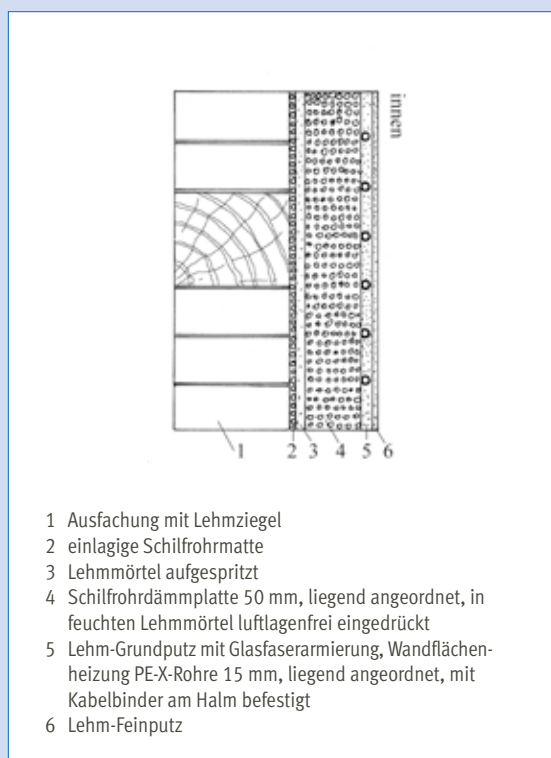 innen
1 2 3 4 5 6
1 Ausfachung mit Lehmziegel
2 einlagige Schilfrohrmatte
3 Lehmmörtel aufgespritzt
4 Schilfrohrdämmplatte 50 mm, liegend angeordnet, in
feuchten Lehmmörtel luftlagenfrei eingedrückt
5 Lehm-Grundputz mit Glasfaserarmierung, Wandflächen-
heizung PE-X-Rohre 15 mm, liegend angeordnet, mit
Kabelbinder am Halm befestigt
6 Lehm-Feinputz